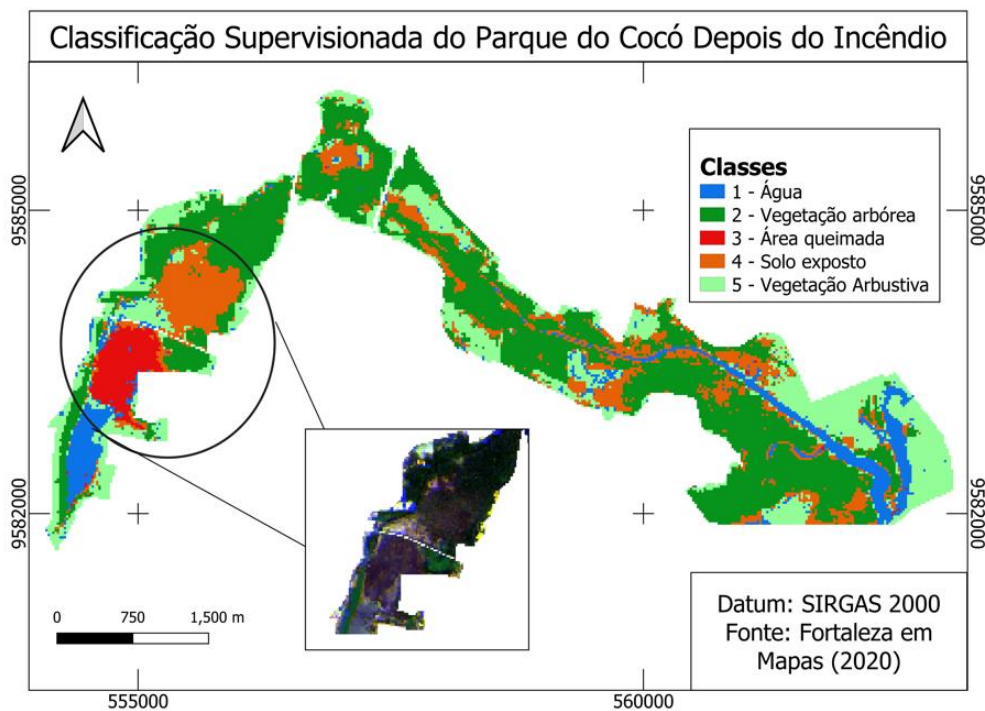 Classificação Supervisionada do Parque do Cocó Depois do Incêndio
Classes
1 - Água
2 - Vegetação arbórea
3 - Área queimada
4 - Solo exposto
5 - Vegetação Arbustiva
9585000
9585000
9582000
9582000
0 750 1,500 m
Datum: SIRGAS 2000
Fonte: Fortaleza em
Mapas (2020)
555000
560000